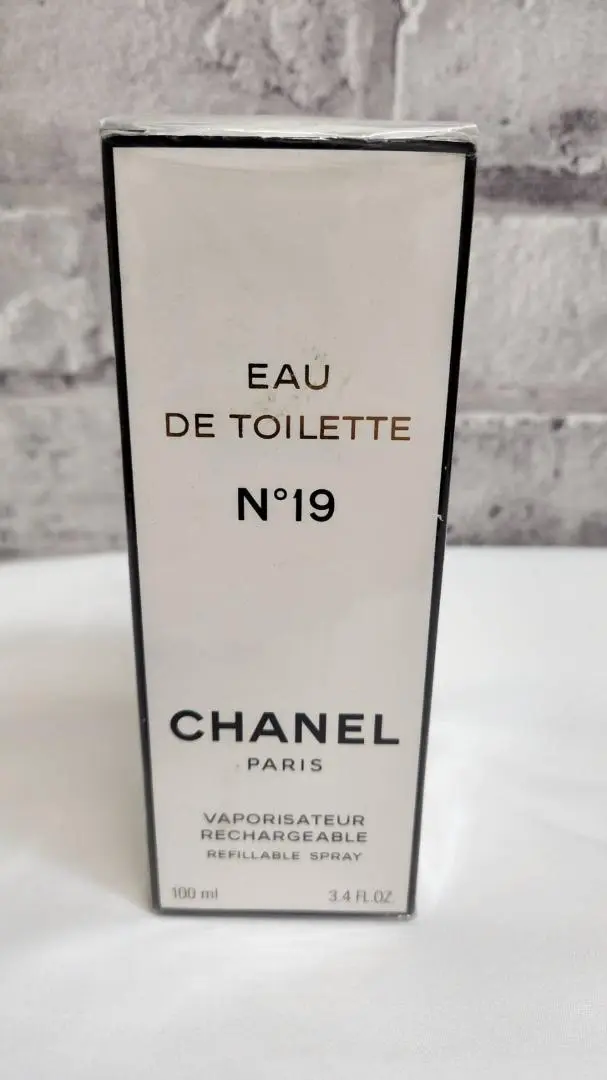 EAU
DE TOILETTE
N°19
CHANEL
PARIS
VAPORISATEUR
RECHARGEABLE
REFILLABLE SPRAY
100 ml 3.4 FL.OZ.